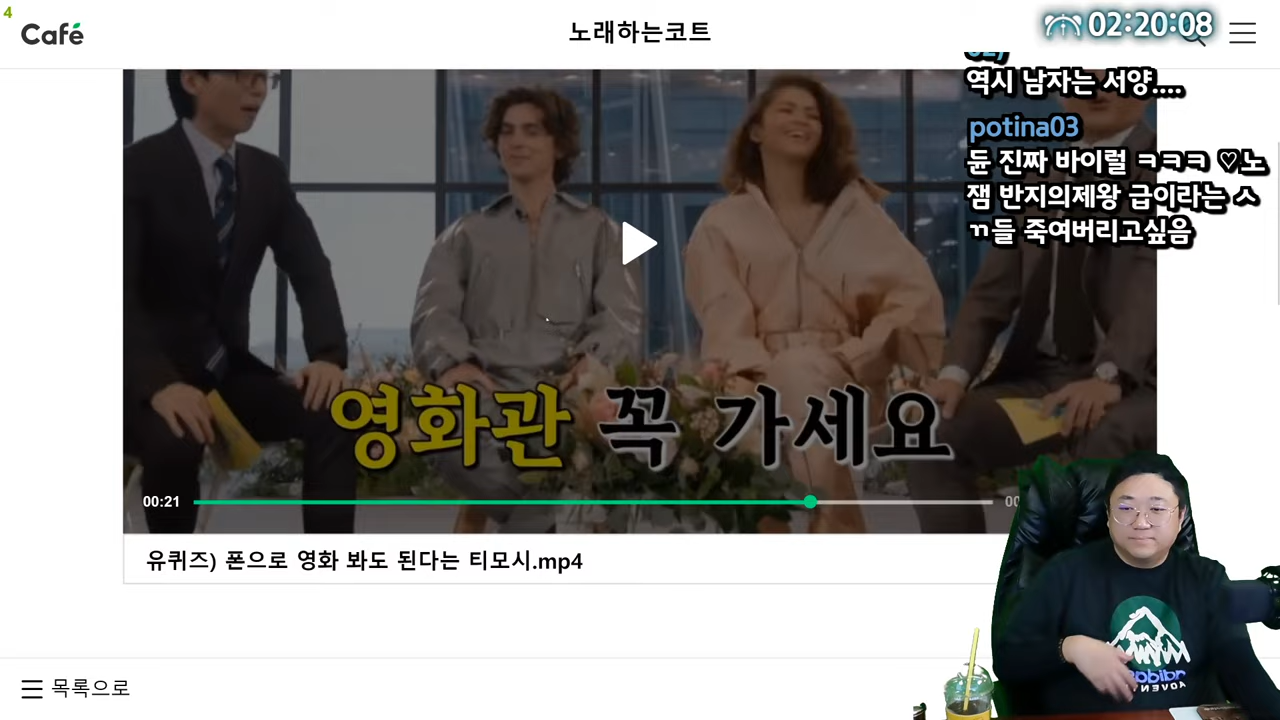 4
Café
노래하는코트
02:20:08
역시 남자는 서양....
potina03
듄 진짜 바이럴 ㅋㅋㅋ ♡노
잼 반지의제왕 급이라는 ㅅ
ㄲ들 죽여버리고싶음
영화관 꼭 가세요
00:21
유퀴즈) 폰으로 영화 봐도 된다는 티모시.mp4
목록으로